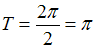 T = 2π/2 = π